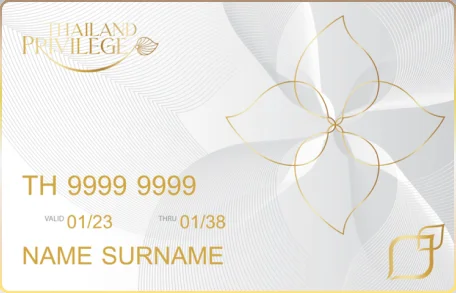 THAILAND
PRIVILEGE
TH 9999 9999
VALID 01/23 THRU 01/38
NAME SURNAME